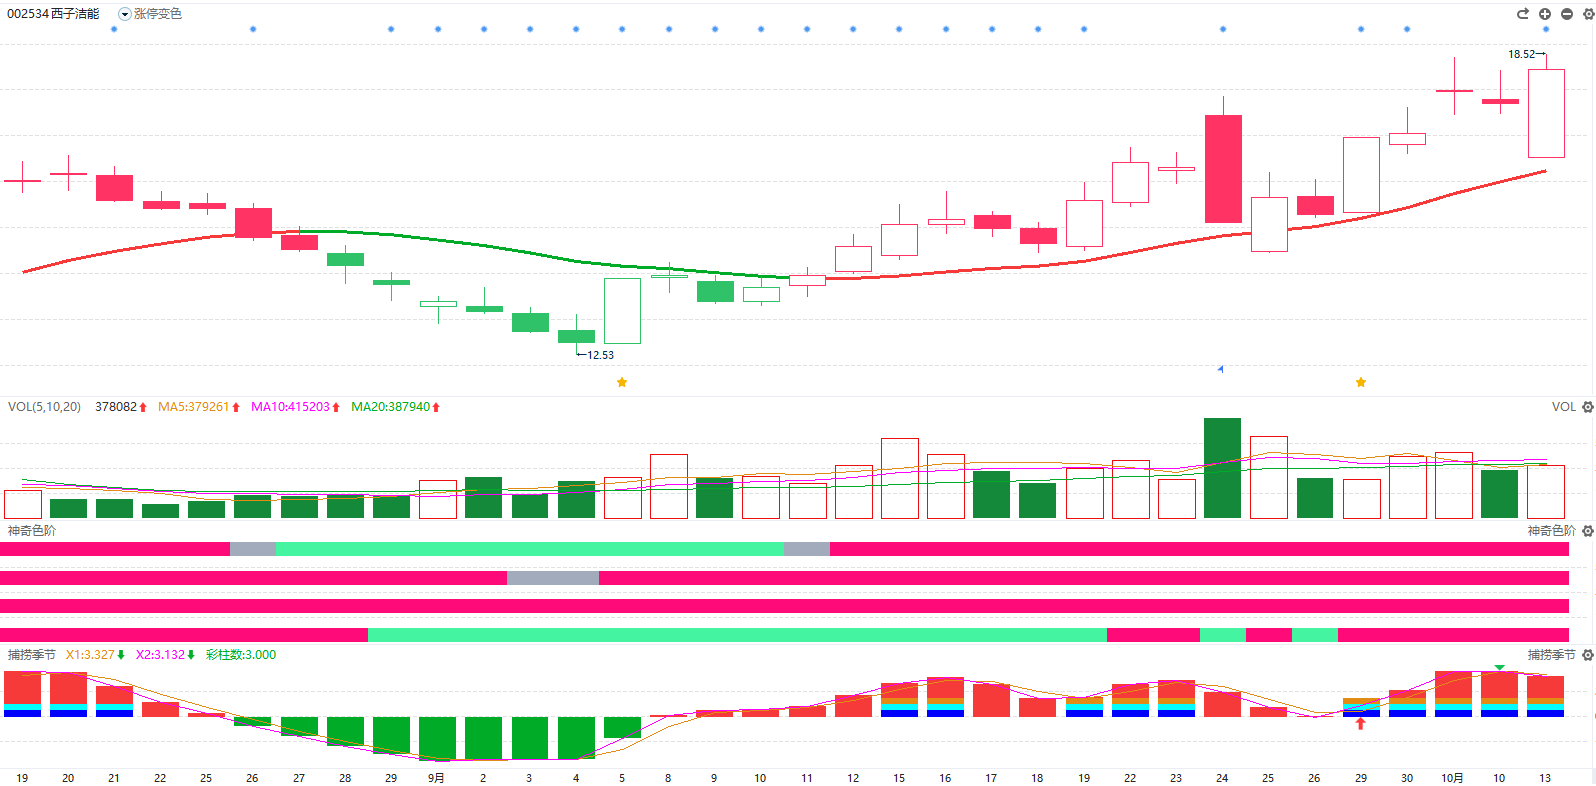 002534 西子洁能 涨停变色
18.52
12.53
VOL(5,10,20) 378082 MA5:379261 MA10:415203 MA20:387940 VOL
神奇色阶 神奇色阶
捕捞季节 X1:3.327 X2:3.132 彩柱数:3.000 捕捞季节
19 20 21 22 25 26 27 28 29 9月 2 3 4 5 8 9 10 11 12 15 16 17 18 19 22 23 24 25 26 29 30 10月 10 13